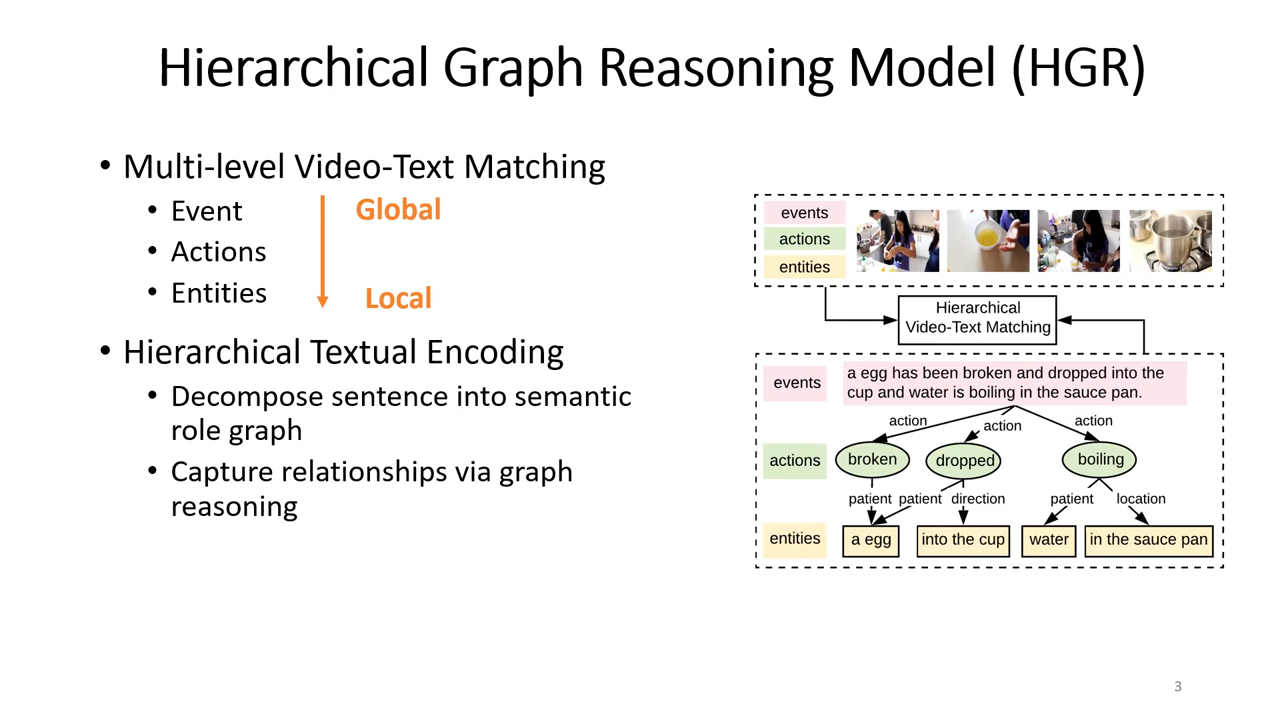 Hierarchical Graph Reasoning Model (HGR)
• Multi-level Video-Text Matching
• Event
• Actions
• Entities
Global
Local
• Hierarchical Textual Encoding
• Decompose sentence into semantic
role graph
• Capture relationships via graph
reasoning
events
actions
entities
Hierarchical
Video-Text Matching
events
a egg has been broken and dropped into the
cup and water is boiling in the sauce pan.
action
action
action
actions
broken
dropped
boiling
patient
patient
direction
patient
location
entities
a egg
into the cup
water
in the sauce pan
3